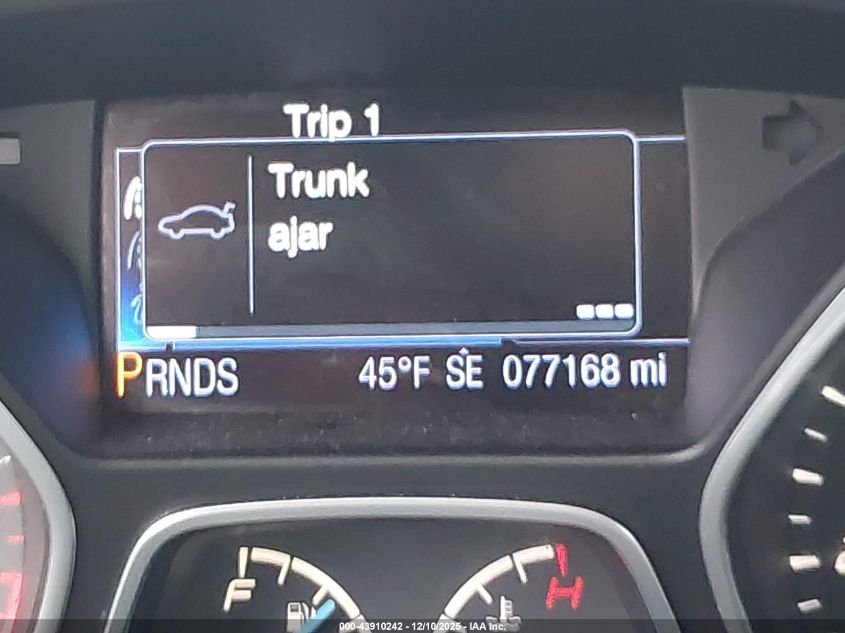 Trip 1
Trunk
ajar
PRNDS 45°F SE 077168 mi
F H
000-43910242 - 12/10/2025 - IAA Inc.